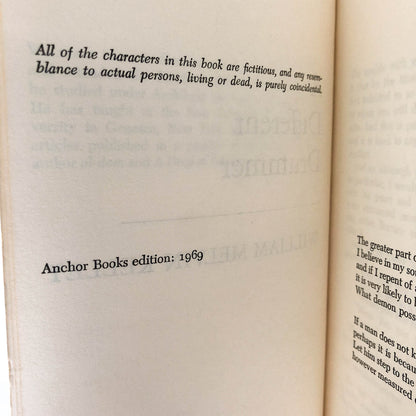 All of the characters in this book are fictitious, and any resem-
blance to actual persons, living or dead, is purely coincidental.
Anchor Books edition: 1969
The greater part
I believe in my
and if I repent of
it is very likely to
What demon
If a man does not
perhaps it is
Let him step to the
however measured